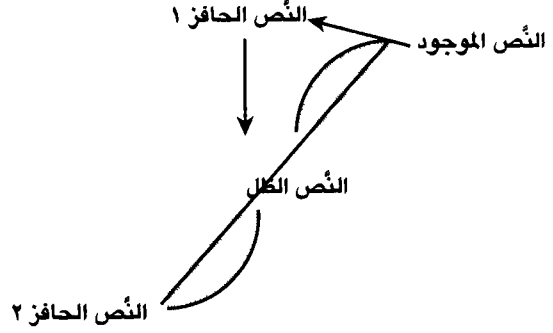 النَّص الحافز ١
النَّص الموجود
النَّص الظل
النَّص الحافز ٢